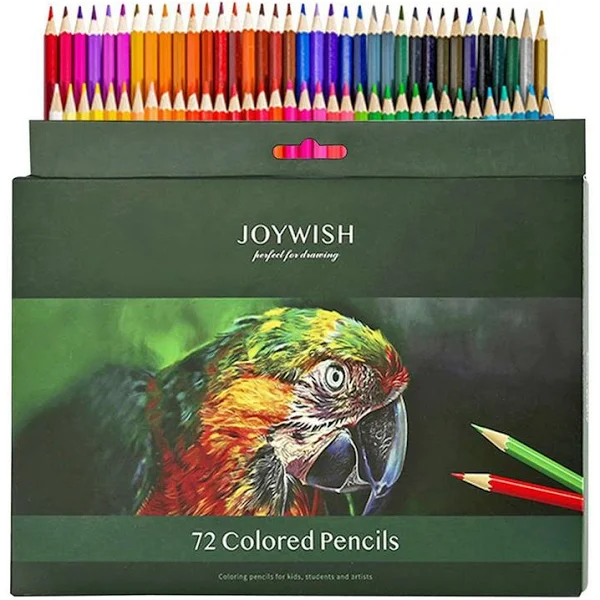 JOYWISH
perfect for drawing
72 Colored Pencils
Coloring pencils for kids, students and artists